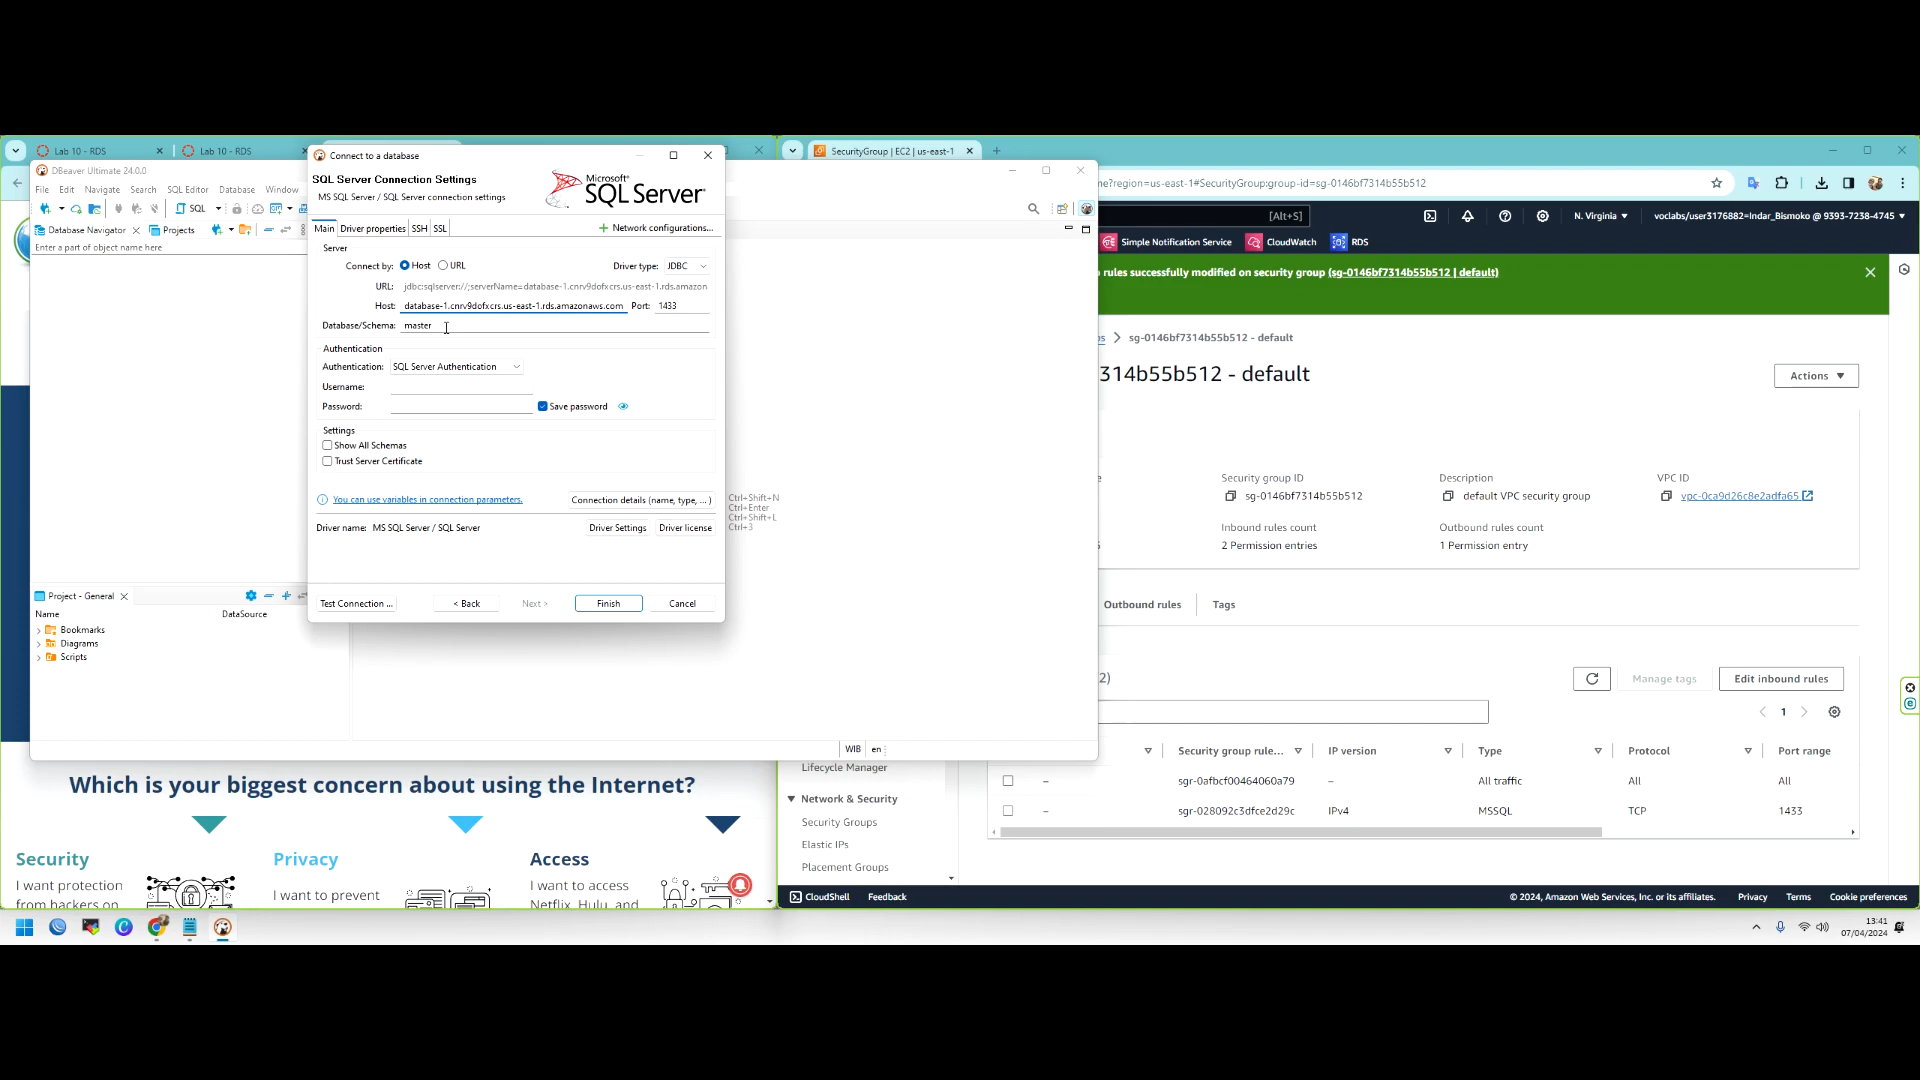 Lab 10 - RDS
Lab 10 - RDS
DBeaver Ultimate 24.0.0
File Edit Navigate Search SQL Editor Database Window
SQL
Database Navigator
Projects
Enter a part of object name here
Connect to a database
SQL Server Connection Settings
MS SQL Server / SQL Server connection settings
Microsoft®
SQL Server®
Main Driver properties SSH SSL
Network configurations...
Server
Connect by: Host URL
Driver type: JDBC
URL: jdbc:sqlserver://;serverName=database-1.cnrv9dofxcrs.us-east-1.rds.amazon
Host: database-1.cnrv9dofxcrs.us-east-1.rds.amazonaws.com Port: 1433
Database/Schema: master
Authentication
Authentication: SQL Server Authentication
Username:
Password:
Save password
Settings
Show All Schemas
Trust Server Certificate
You can use variables in connection parameters.
Connection details (name, type, ... )
Driver name: MS SQL Server / SQL Server
Driver Settings
Driver license
Test Connection ...
< Back
Next >
Finish
Cancel
Ctrl+Shift+N
Ctrl+Enter
Ctrl+Shift+L
Ctrl+3
Project - General
Name
DataSource
Bookmarks
Diagrams
Scripts
WIB
en
Which is your biggest concern about using the Internet?
Security
I want protection
from hackers on
Privacy
I want to prevent
Access
I want to access
Netflix, Hulu, and
SecurityGroup | EC2 | us-east-1
me?region=us-east-1#SecurityGroup:group-id=sg-0146bf7314b55b512
[Alt+S]
N. Virginia
voclabs/user3176882=Indar_Bismoko @ 9393-7238-4745
Simple Notification Service
CloudWatch
RDS
rules successfully modified on security group (sg-0146bf7314b55b512 | default)
sg-0146bf7314b55b512 - default
314b55b512 - default
Actions
Security group ID
sg-0146bf7314b55b512
Description
default VPC security group
VPC ID
vpc-0ca9d26c8e2adfa65
Inbound rules count
2 Permission entries
Outbound rules count
1 Permission entry
Outbound rules
Tags
2)
Manage tags
Edit inbound rules
1
Security group rule...
IP version
Type
Protocol
Port range
–
sgr-0afbcf00464060a79
–
All traffic
All
All
–
sgr-028092c3dfce2d29c
IPv4
MSSQL
TCP
1433
Lifecycle Manager
Network & Security
Security Groups
Elastic IPs
Placement Groups
CloudShell
Feedback
© 2024, Amazon Web Services, Inc. or its affiliates.
Privacy
Terms
Cookie preferences
13:41
07/04/2024